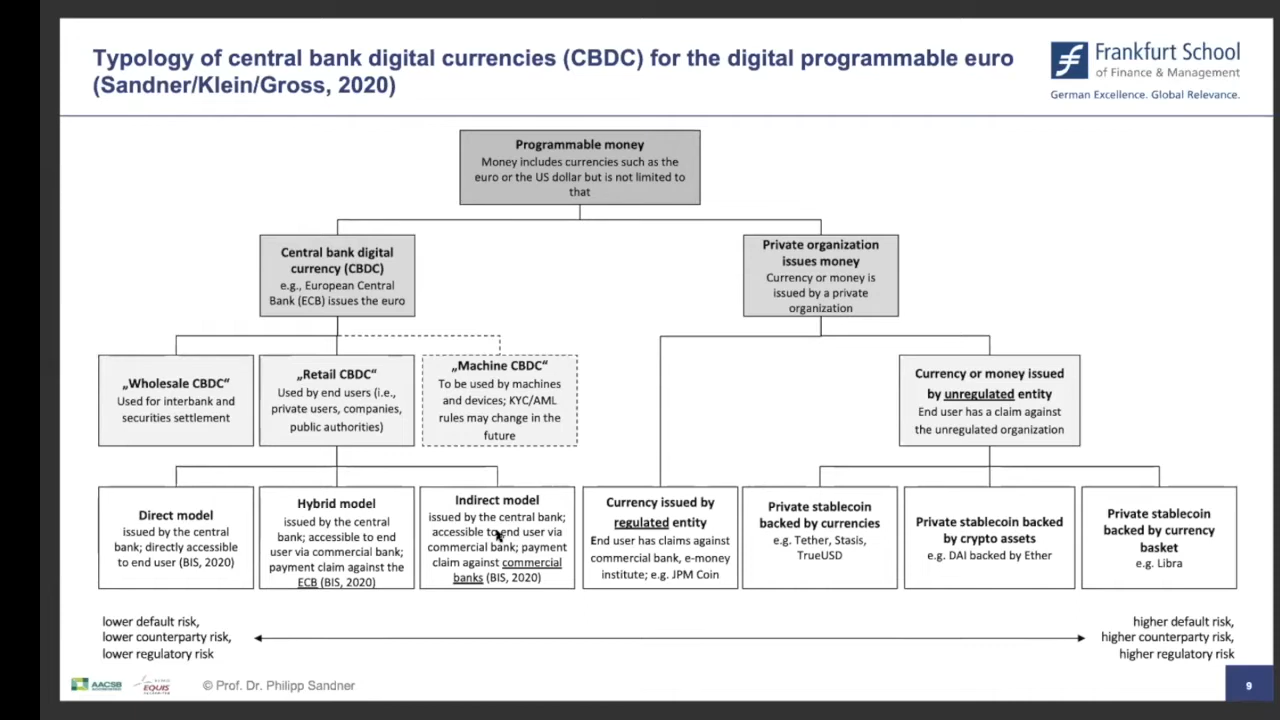 Typology of central bank digital currencies (CBDC) for the digital programmable euro
(Sandner/Klein/Gross, 2020)
Frankfurt School
of Finance & Management
German Excellence. Global Relevance.
Programmable money
Money includes currencies such as the
euro or the US dollar but is not limited to
that
Central bank digital
currency (CBDC)
e.g., European Central
Bank (ECB) issues the euro
Private organization
issues money
Currency or money is
issued by a private
organization
„Wholesale CBDC“
Used for interbank and
securities settlement
„Retail CBDC“
Used by end users (i.e.,
private users, companies,
public authorities)
„Machine CBDC“
To be used by machines
and devices; KYC/AML
rules may change in the
future
Currency or money issued
by unregulated entity
End user has a claim against
the unregulated organization
Direct model
issued by the central
bank; directly accessible
to end user (BIS, 2020)
Hybrid model
issued by the central
bank; accessible to end
user via commercial bank;
payment claim against the
ECB (BIS, 2020)
Indirect model
issued by the central bank;
accessible to end user via
commercial bank; payment
claim against commercial
banks (BIS, 2020)
Currency issued by
regulated entity
End user has claims against
commercial bank, e-money
institute; e.g. JPM Coin
Private stablecoin
backed by currencies
e.g. Tether, Stasis,
TrueUSD
Private stablecoin backed
by crypto assets
e.g. DAI backed by Ether
Private stablecoin
backed by currency
basket
e.g. Libra
lower default risk,
lower counterparty risk,
lower regulatory risk
higher default risk,
higher counterparty risk,
higher regulatory risk
AACSB
EQUIS
© Prof. Dr. Philipp Sandner
9